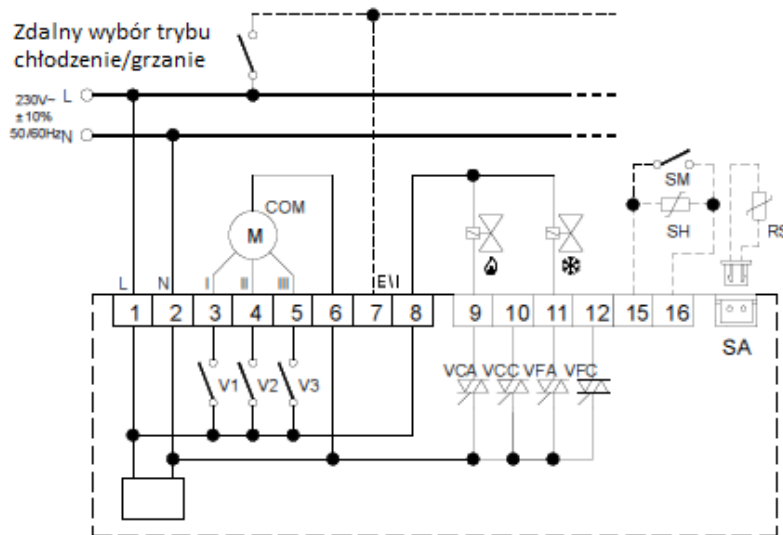 Zdalny wybór trybu
chłodzenie/grzanie
230V~ L
±10%
50/60Hz N
COM
M
SM
SH
RS
L N I II III E\I
1 2 3 4 5 6 7 8 9 10 11 12 15 16
SA
V1 V2 V3
VCA VCC VFA VFC